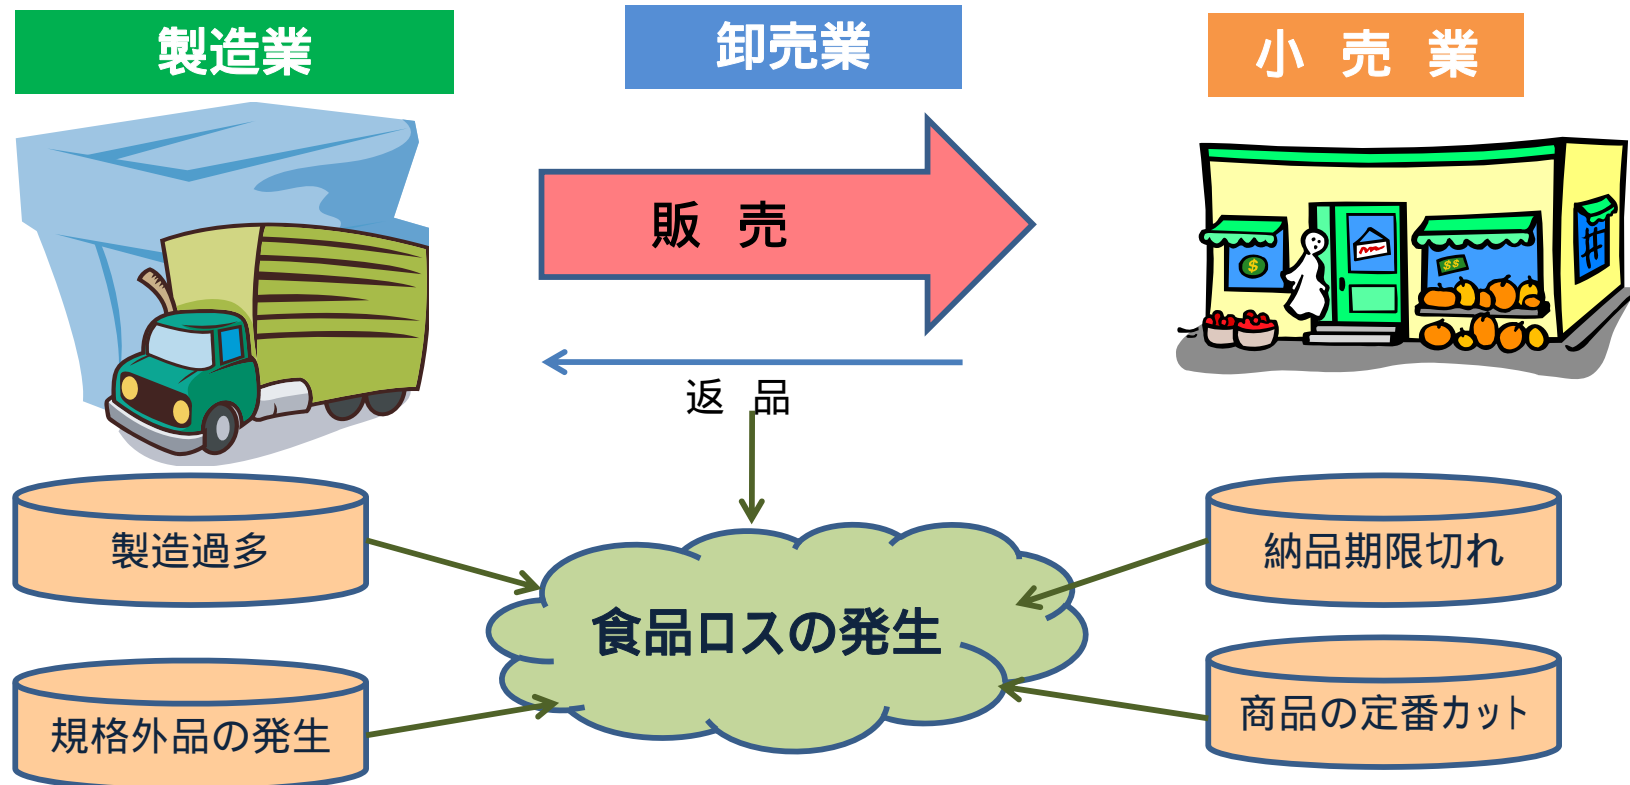 製造業
卸売業
小 売 業
販 売
$
$$
返 品
製造過多
納品期限切れ
食品ロスの発生
規格外品の発生
商品の定番カット